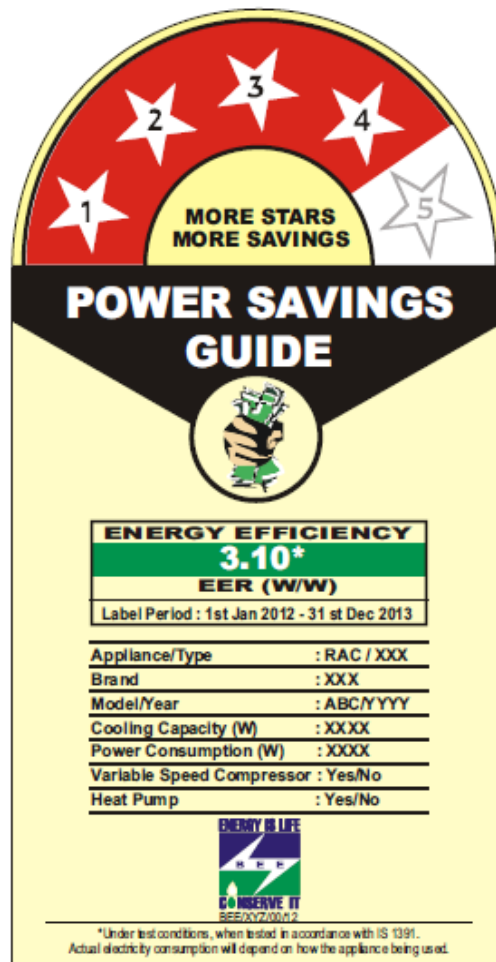 1
2
3
4
5
MORE STARS
MORE SAVINGS
POWER SAVINGS
GUIDE
ENERGY EFFICIENCY
3.10*
EER (W/W)
Label Period : 1st Jan 2012 - 31 st Dec 2013
Appliance/Type : RAC / XXX
Brand : XXX
Model/Year : ABC/YYYY
Cooling Capacity (W) : XXXX
Power Consumption (W) : XXXX
Variable Speed Compressor : Yes/No
Heat Pump : Yes/No
ENERGY IS LIFE
BEE
CONSERVE IT
BEE/XYZ/00/12
*Under test conditions, when tested in accordance with IS 1391.
Actual electricity consumption will depend on how the appliance being used.